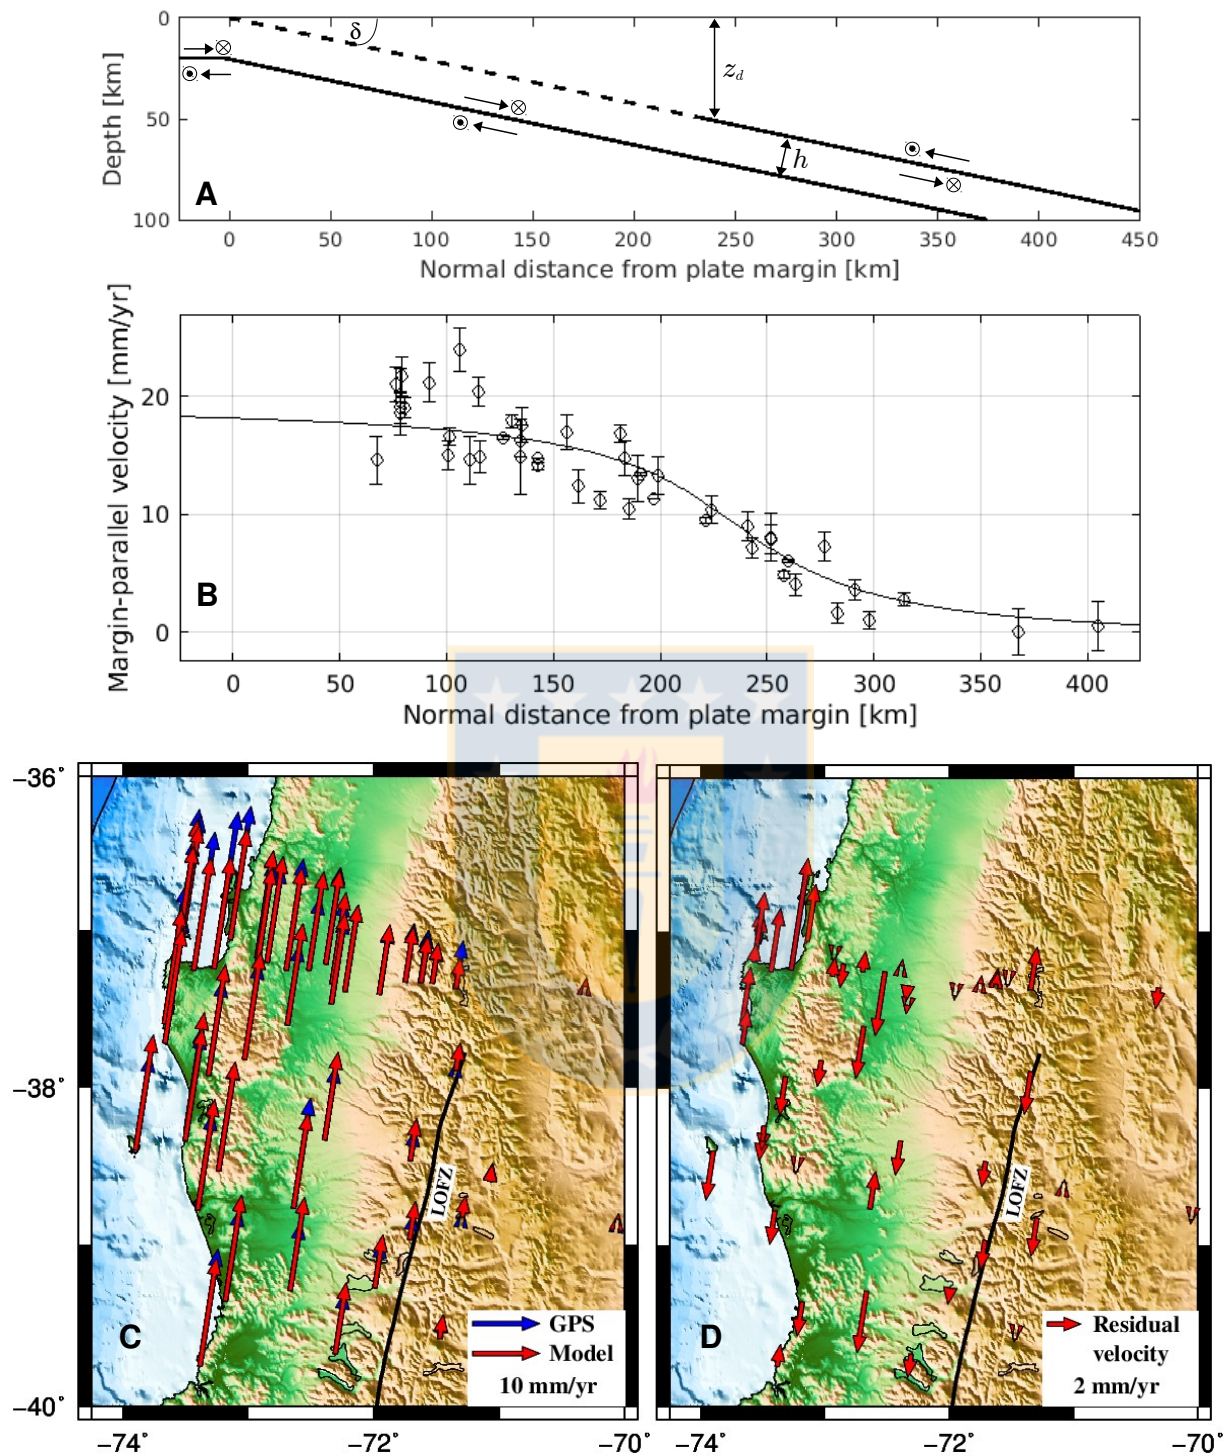 0
δ
z_d
Depth [km]
50
h
A
100
0 50 100 150 200 250 300 350 400 450
Normal distance from plate margin [km]
Margin-parallel velocity [mm/yr]
20
10
B
0
0 50 100 150 200 250 300 350 400
Normal distance from plate margin [km]
−36°
−38°
LOFZ
LOFZ
C
GPS
Model
10 mm/yr
D
Residual
velocity
2 mm/yr
−40°
−74° −72° −70 −74° −72° −70°